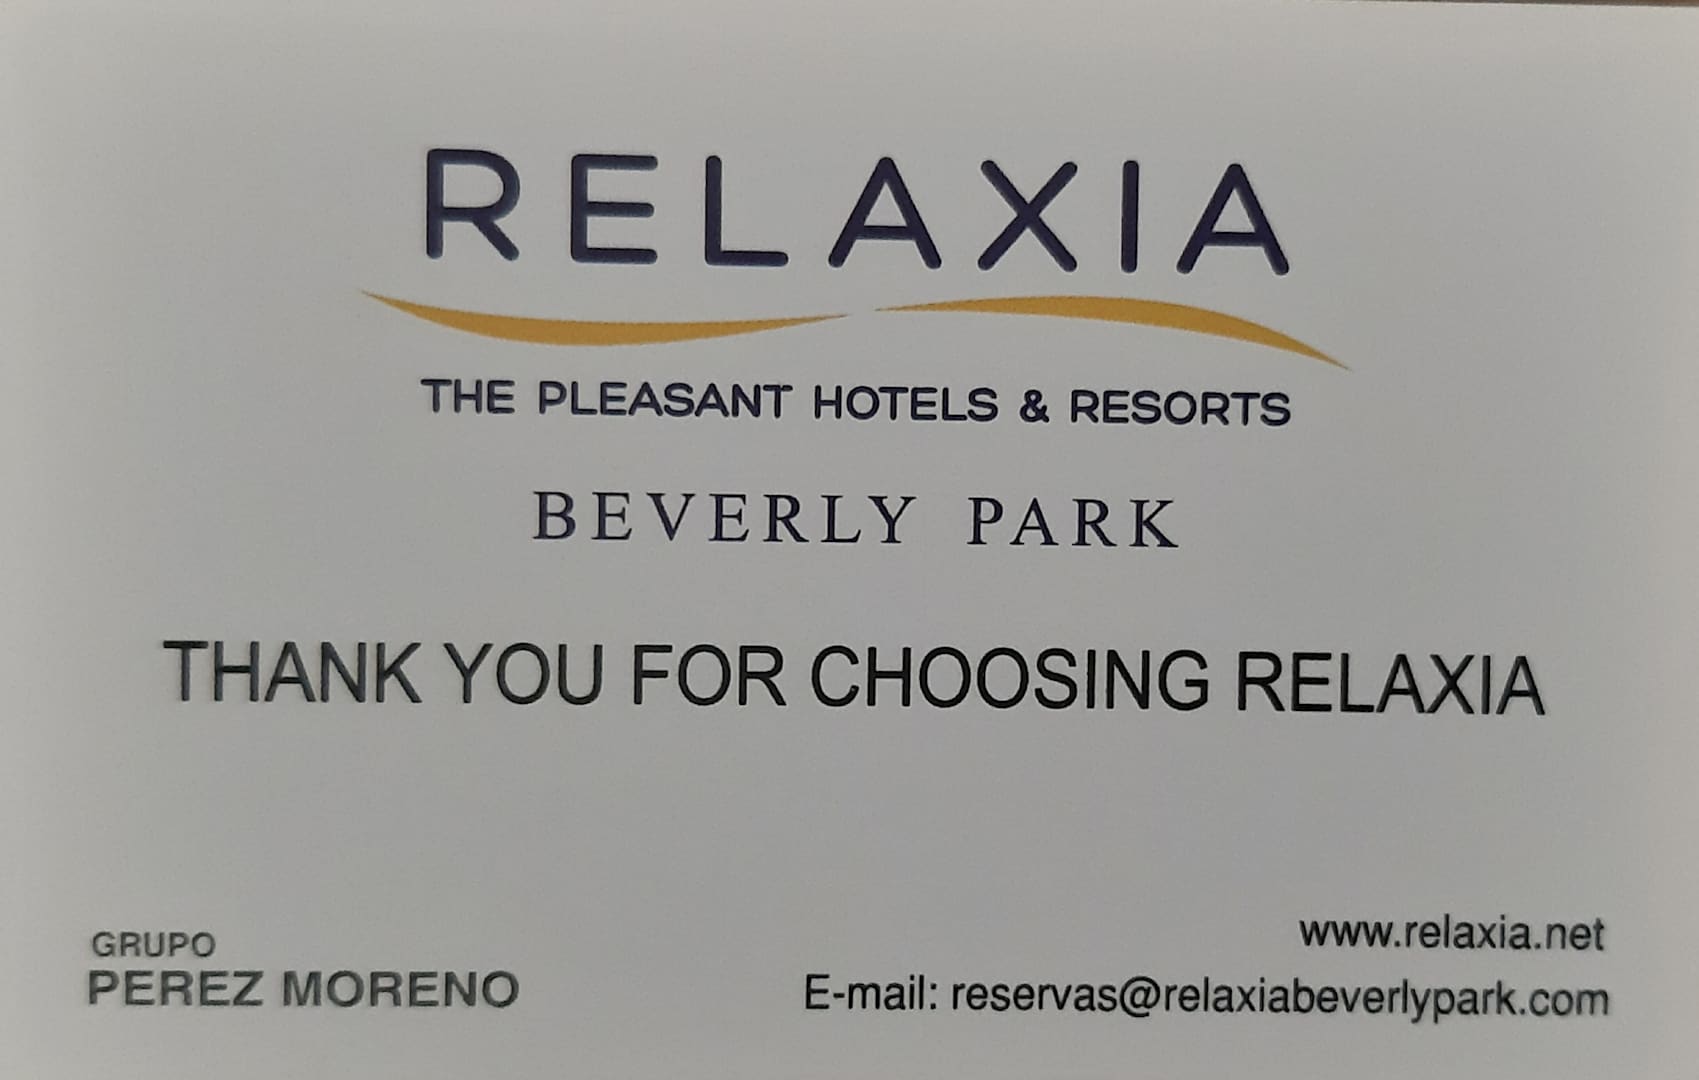 RELAXIA
THE PLEASANT HOTELS & RESORTS
BEVERLY PARK
THANK YOU FOR CHOOSING RELAXIA
GRUPO
PEREZ MORENO
www.relaxia.net
E-mail: reservas@relaxiabeverlypark.com